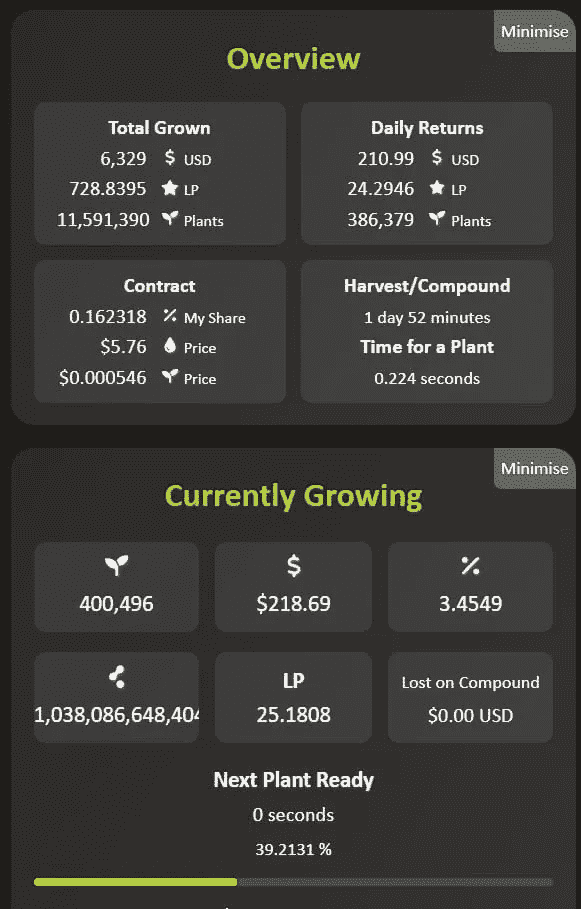 Minimise
Overview
Total Grown
6,329 USD
728.8395 LP
11,591,390 Plants
Daily Returns
210.99 USD
24.2946 LP
386,379 Plants
Contract
0.162318 My Share
$5.76 Price
$0.000546 Price
Harvest/Compound
1 day 52 minutes
Time for a Plant
0.224 seconds
Minimise
Currently Growing
400,496
$218.69
3.4549
1,038,086,648,404
LP
25.1808
Lost on Compound
$0.00 USD
Next Plant Ready
0 seconds
39.2131 %